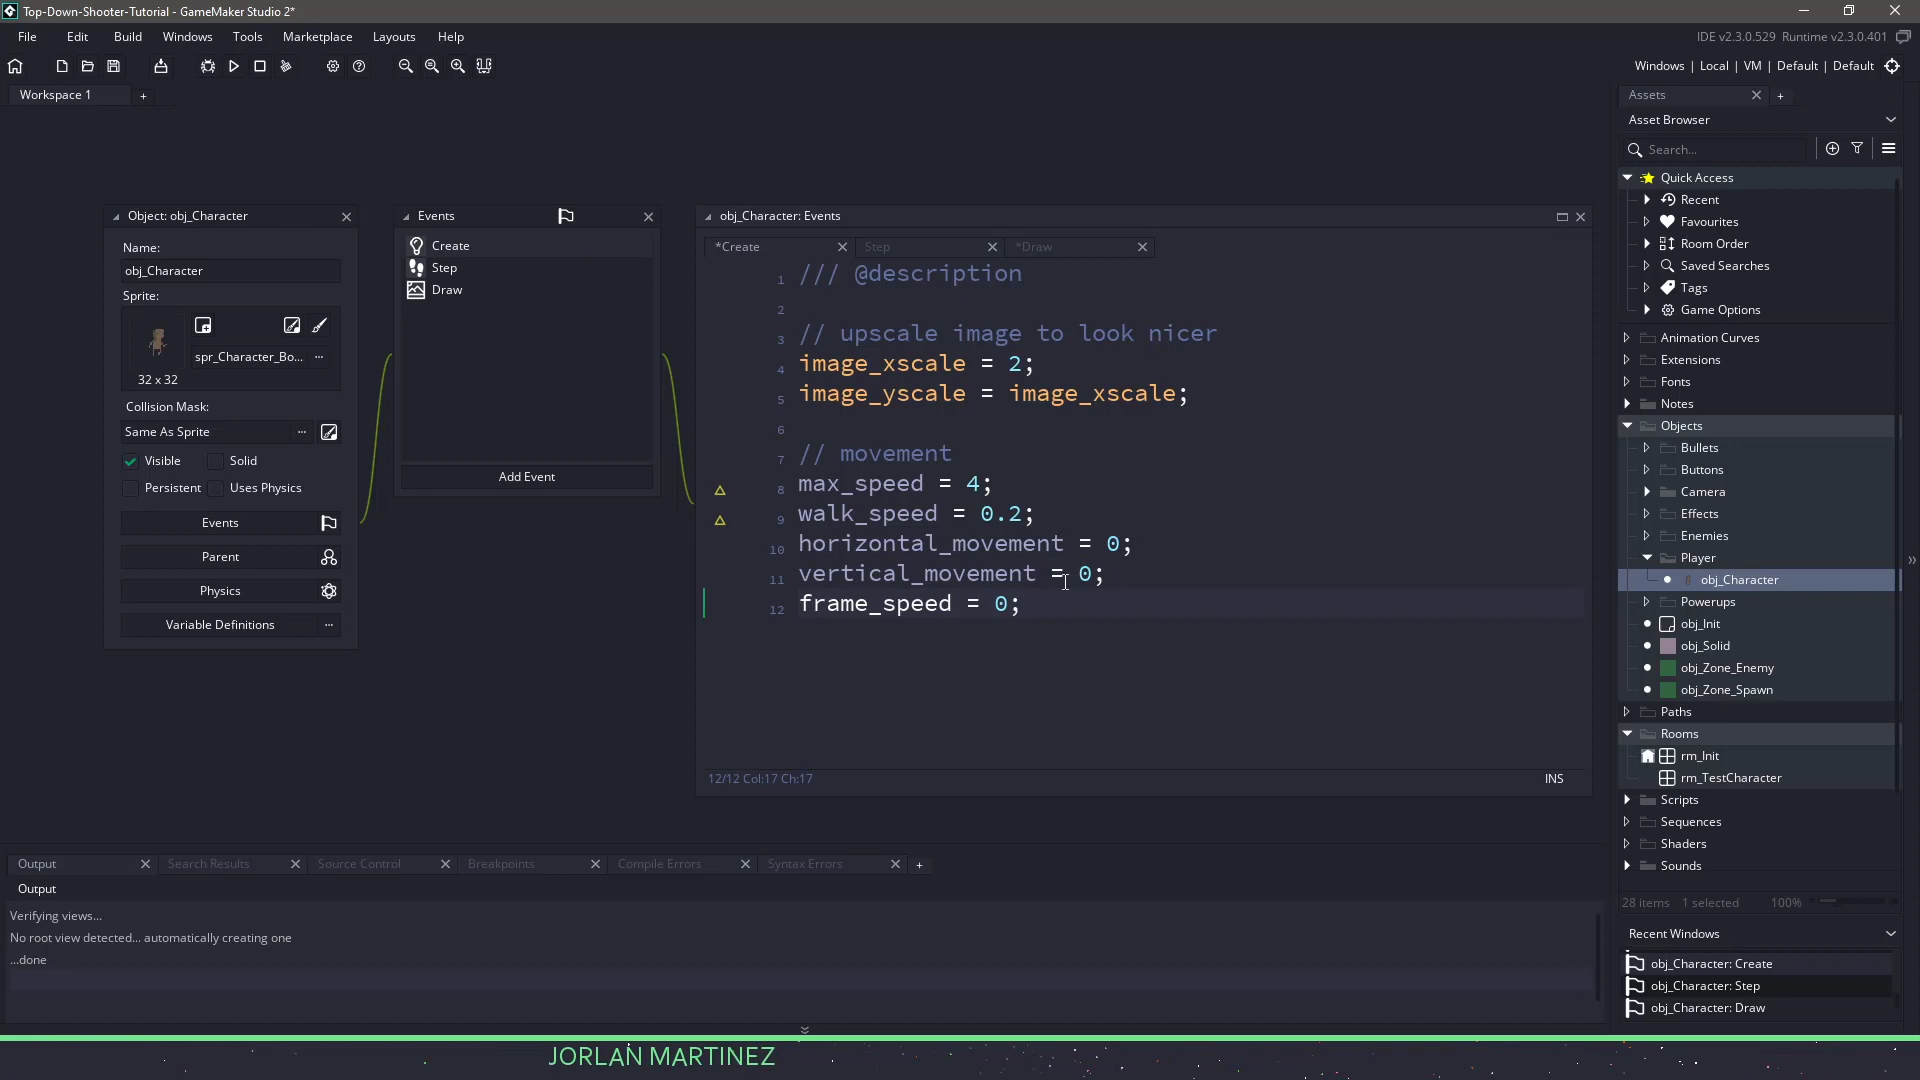 Top-Down-Shooter-Tutorial - GameMaker Studio 2*
File Edit Build Windows Tools Marketplace Layouts Help
IDE v2.3.0.529 Runtime v2.3.0.401
Windows | Local | VM | Default | Default
Workspace 1 +
Object: obj_Character
Name:
obj_Character
Sprite:
spr_Character_Bo... ...
32 x 32
Collision Mask:
Same As Sprite ...
Visible Solid
Persistent Uses Physics
Events
Parent
Physics
Variable Definitions ...
Events
Create
Step
Draw
Add Event
obj_Character: Events
*Create Step *Draw
1 /// @description
2
3 // upscale image to look nicer
4 image_xscale = 2;
5 image_yscale = image_xscale;
6
7 // movement
8 max_speed = 4;
9 walk_speed = 0.2;
10 horizontal_movement = 0;
11 vertical_movement = 0;
12 frame_speed = 0;
12/12 Col:17 Ch:17 INS
Assets +
Asset Browser
Search...
Quick Access
Recent
Favourites
Room Order
Saved Searches
Tags
Game Options
Animation Curves
Extensions
Fonts
Notes
Objects
Bullets
Buttons
Camera
Effects
Enemies
Player
obj_Character
Powerups
obj_Init
obj_Solid
obj_Zone_Enemy
obj_Zone_Spawn
Paths
Rooms
rm_Init
rm_TestCharacter
Scripts
Sequences
Shaders
Sounds
28 items 1 selected 100%
Recent Windows
obj_Character: Create
obj_Character: Step
obj_Character: Draw
Output Search Results Source Control Breakpoints Compile Errors Syntax Errors +
Output
Verifying views...
No root view detected... automatically creating one
...done
JORLAN MARTINEZ